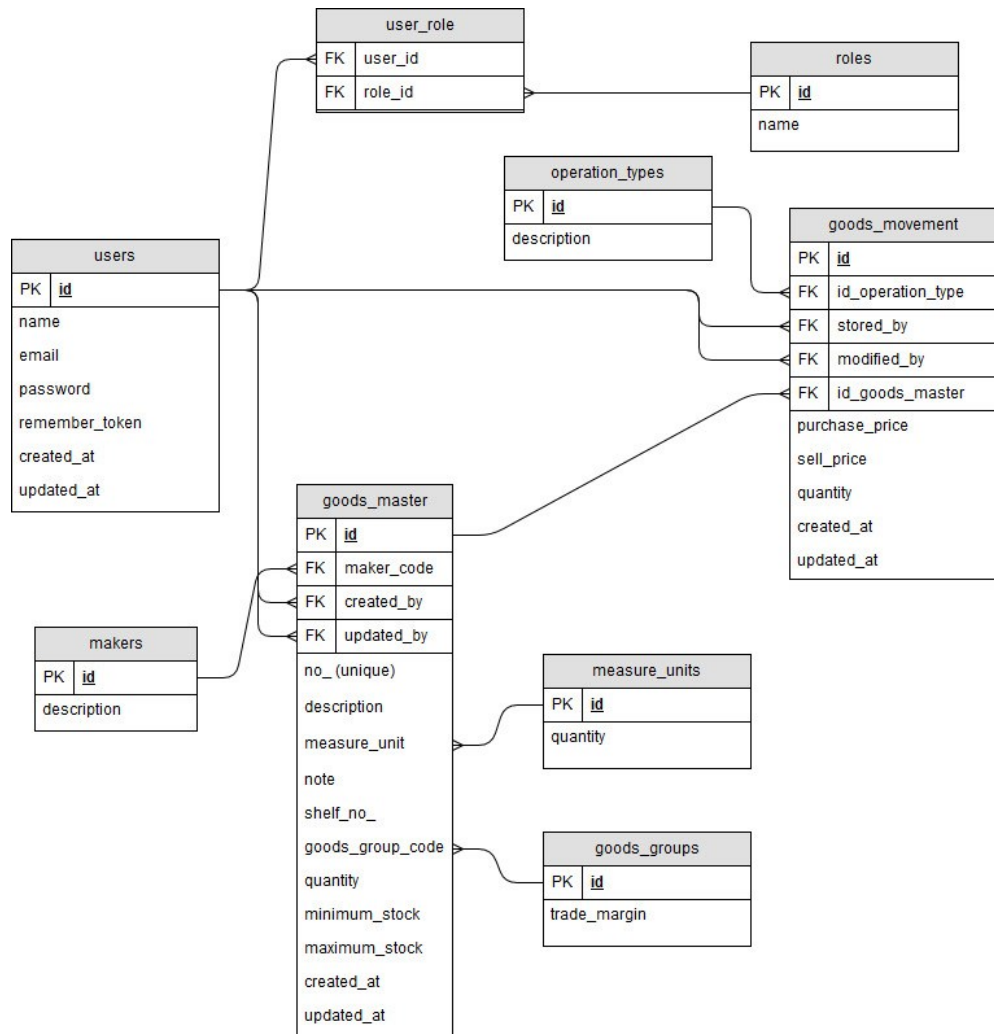 user_role
FK user_id
FK role_id
roles
PK id
name
operation_types
PK id
description
goods_movement
PK id
FK id_operation_type
FK stored_by
FK modified_by
FK id_goods_master
purchase_price
sell_price
quantity
created_at
updated_at
users
PK id
name
email
password
remember_token
created_at
updated_at
goods_master
PK id
FK maker_code
FK created_by
FK updated_by
no_ (unique)
description
measure_unit
note
shelf_no_
goods_group_code
quantity
minimum_stock
maximum_stock
created_at
updated_at
makers
PK id
description
measure_units
PK id
quantity
goods_groups
PK id
trade_margin